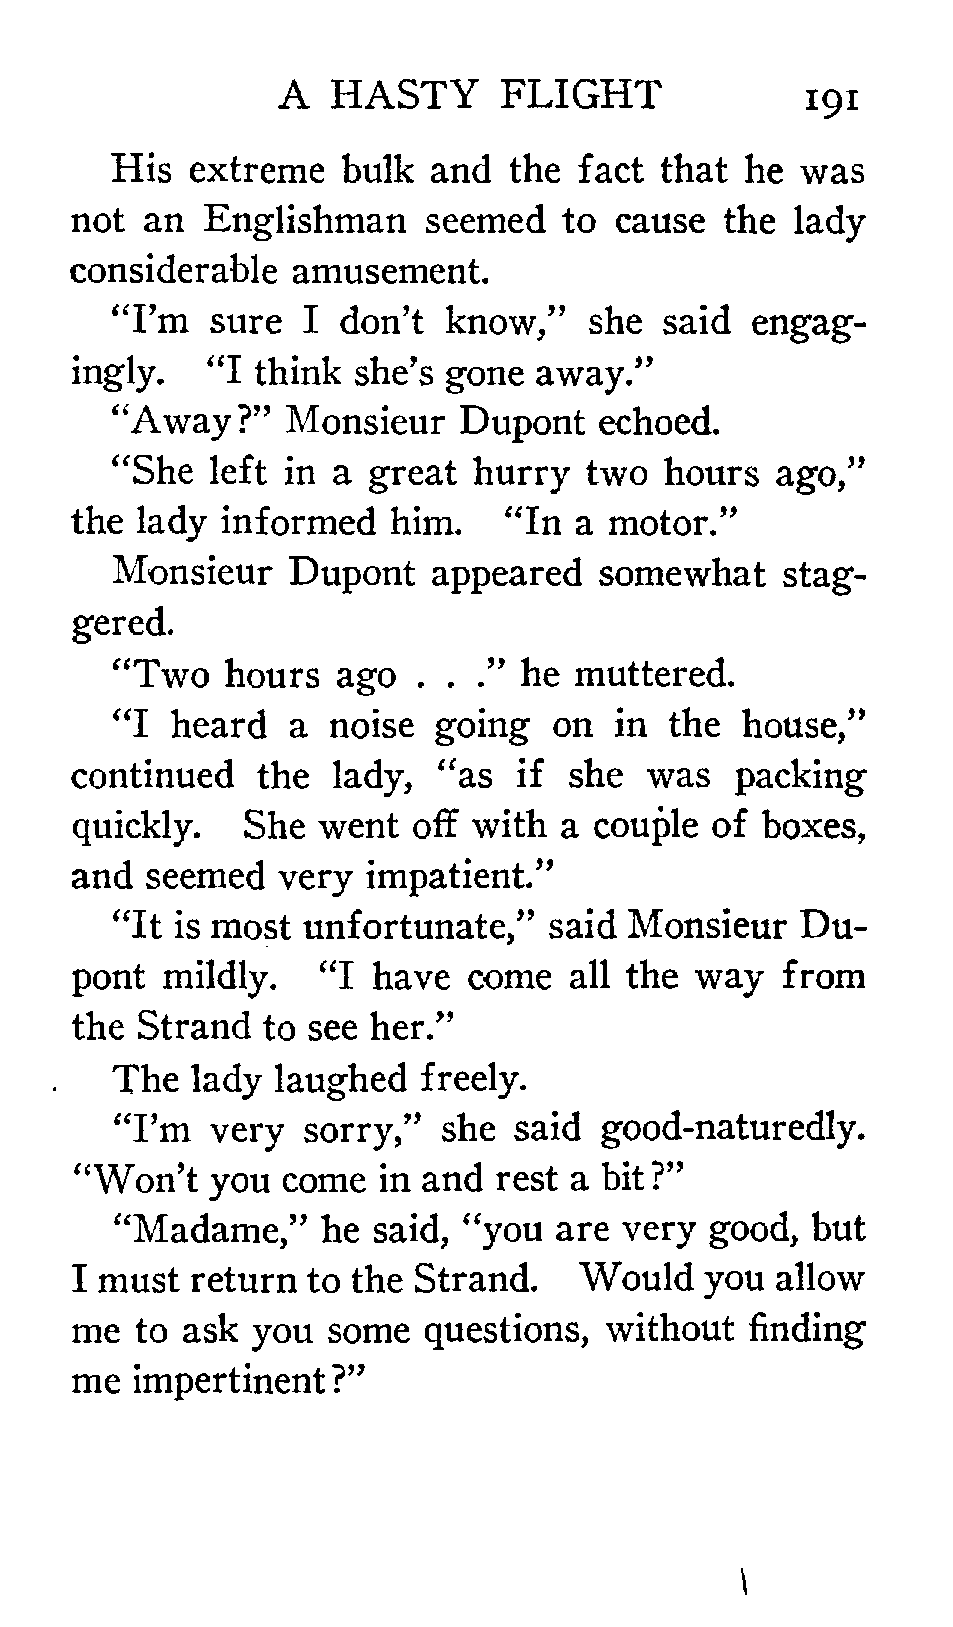 A HASTY FLIGHT 191
His extreme bulk and the fact that he was
not an Englishman seemed to cause the lady
considerable amusement.
"I'm sure I don't know," she said engag-
ingly. "I think she's gone away."
"Away?" Monsieur Dupont echoed.
"She left in a great hurry two hours ago,"
the lady informed him. "In a motor."
Monsieur Dupont appeared somewhat stag-
gered.
"Two hours ago . . ." he muttered.
"I heard a noise going on in the house,"
continued the lady, "as if she was packing
quickly. She went off with a couple of boxes,
and seemed very impatient."
"It is most unfortunate," said Monsieur Du-
pont mildly. "I have come all the way from
the Strand to see her."
The lady laughed freely.
"I'm very sorry," she said good-naturedly.
"Won't you come in and rest a bit?"
"Madame," he said, "you are very good, but
I must return to the Strand. Would you allow
me to ask you some questions, without finding
me impertinent?"